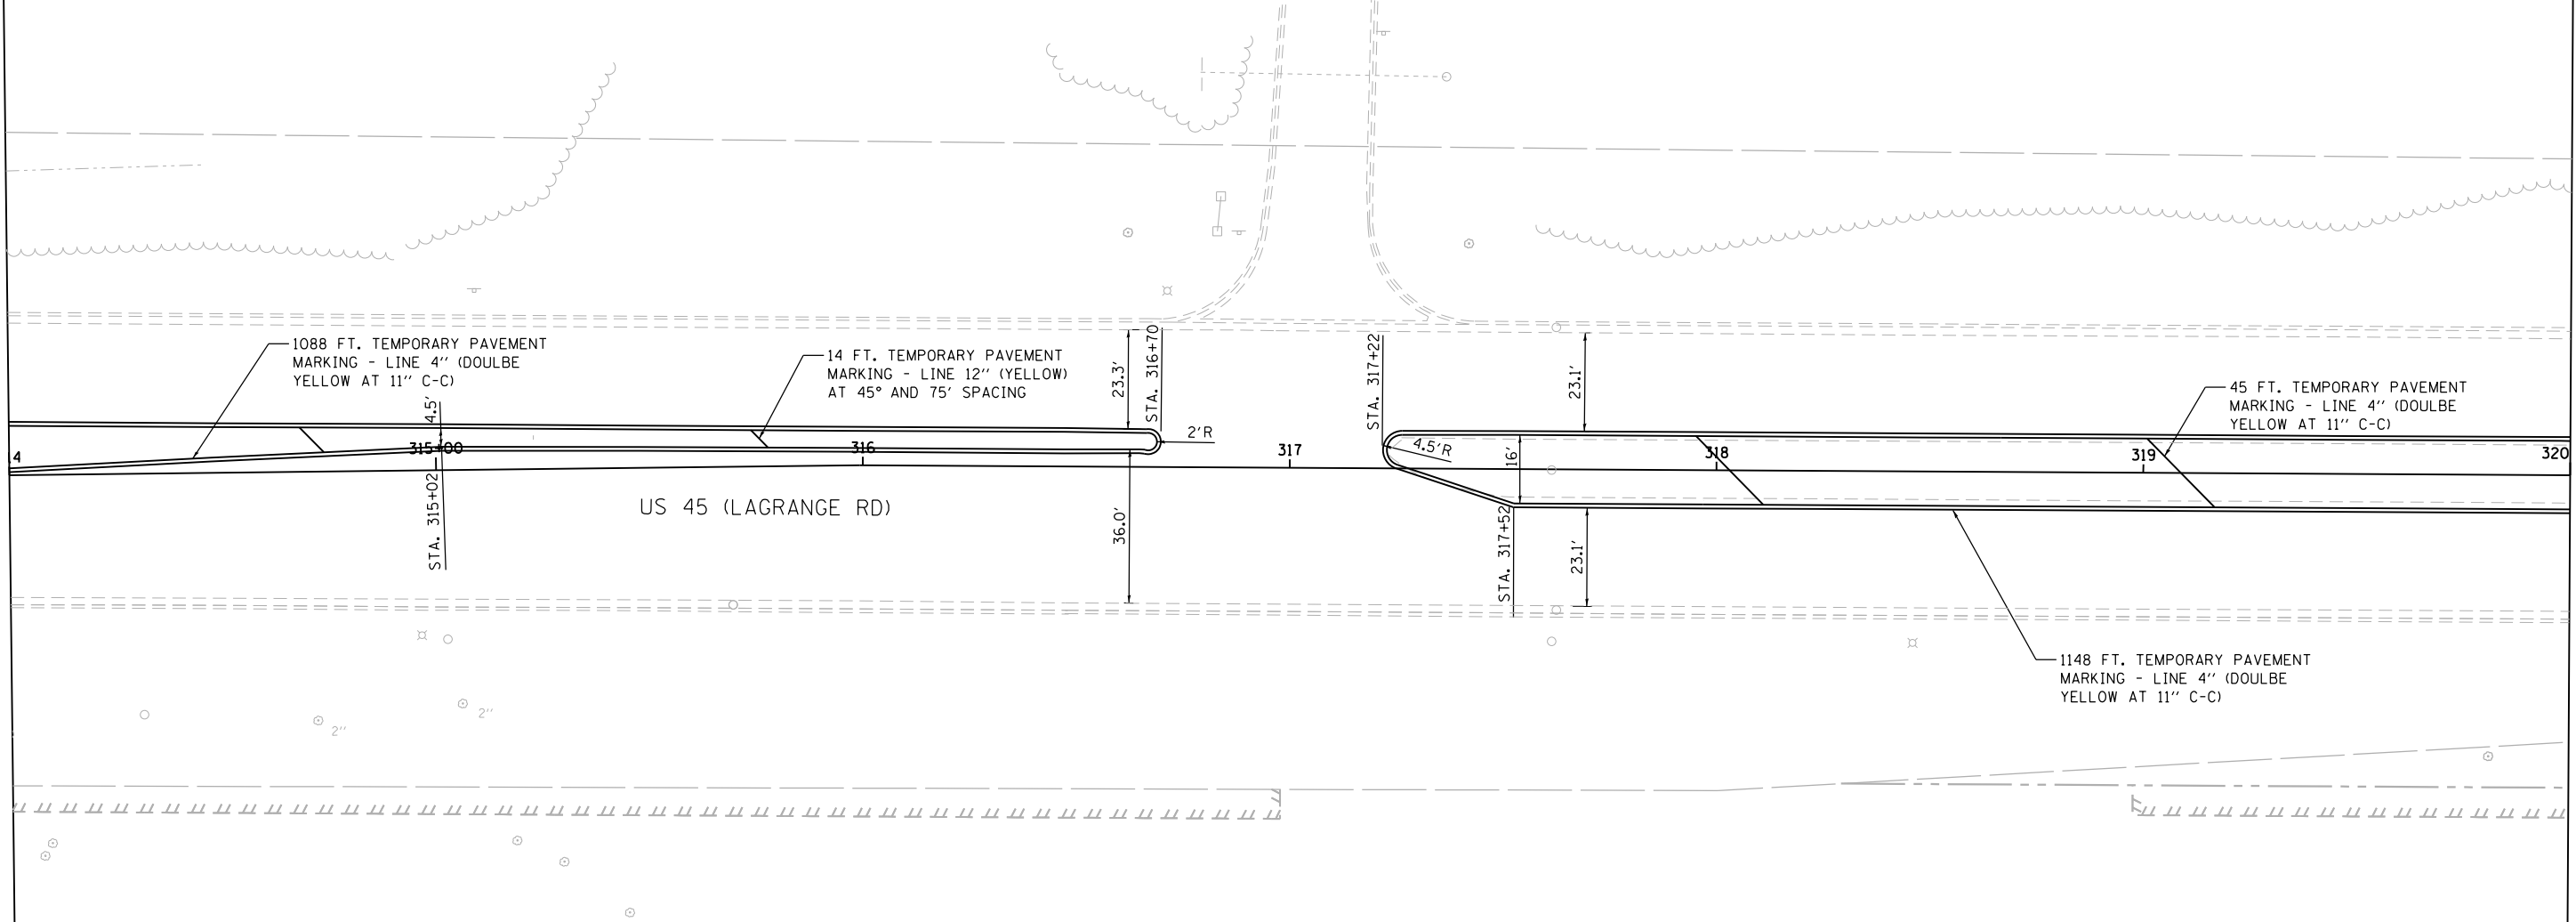 1088 FT. TEMPORARY PAVEMENT
MARKING - LINE 4'' (DOULBE
YELLOW AT 11'' C-C)
14 FT. TEMPORARY PAVEMENT
MARKING - LINE 12'' (YELLOW)
AT 45° AND 75' SPACING
23.3'
STA. 316+70
STA. 317+22
23.1'
45 FT. TEMPORARY PAVEMENT
MARKING - LINE 4'' (DOULBE
YELLOW AT 11'' C-C)
4.5'
2'R
4.5'R
16'
14
315+00
316
317
318
319
320
STA. 315+02
US 45 (LAGRANGE RD)
36.0'
STA. 317+52
23.1'
1148 FT. TEMPORARY PAVEMENT
MARKING - LINE 4'' (DOULBE
YELLOW AT 11'' C-C)
2''
2''